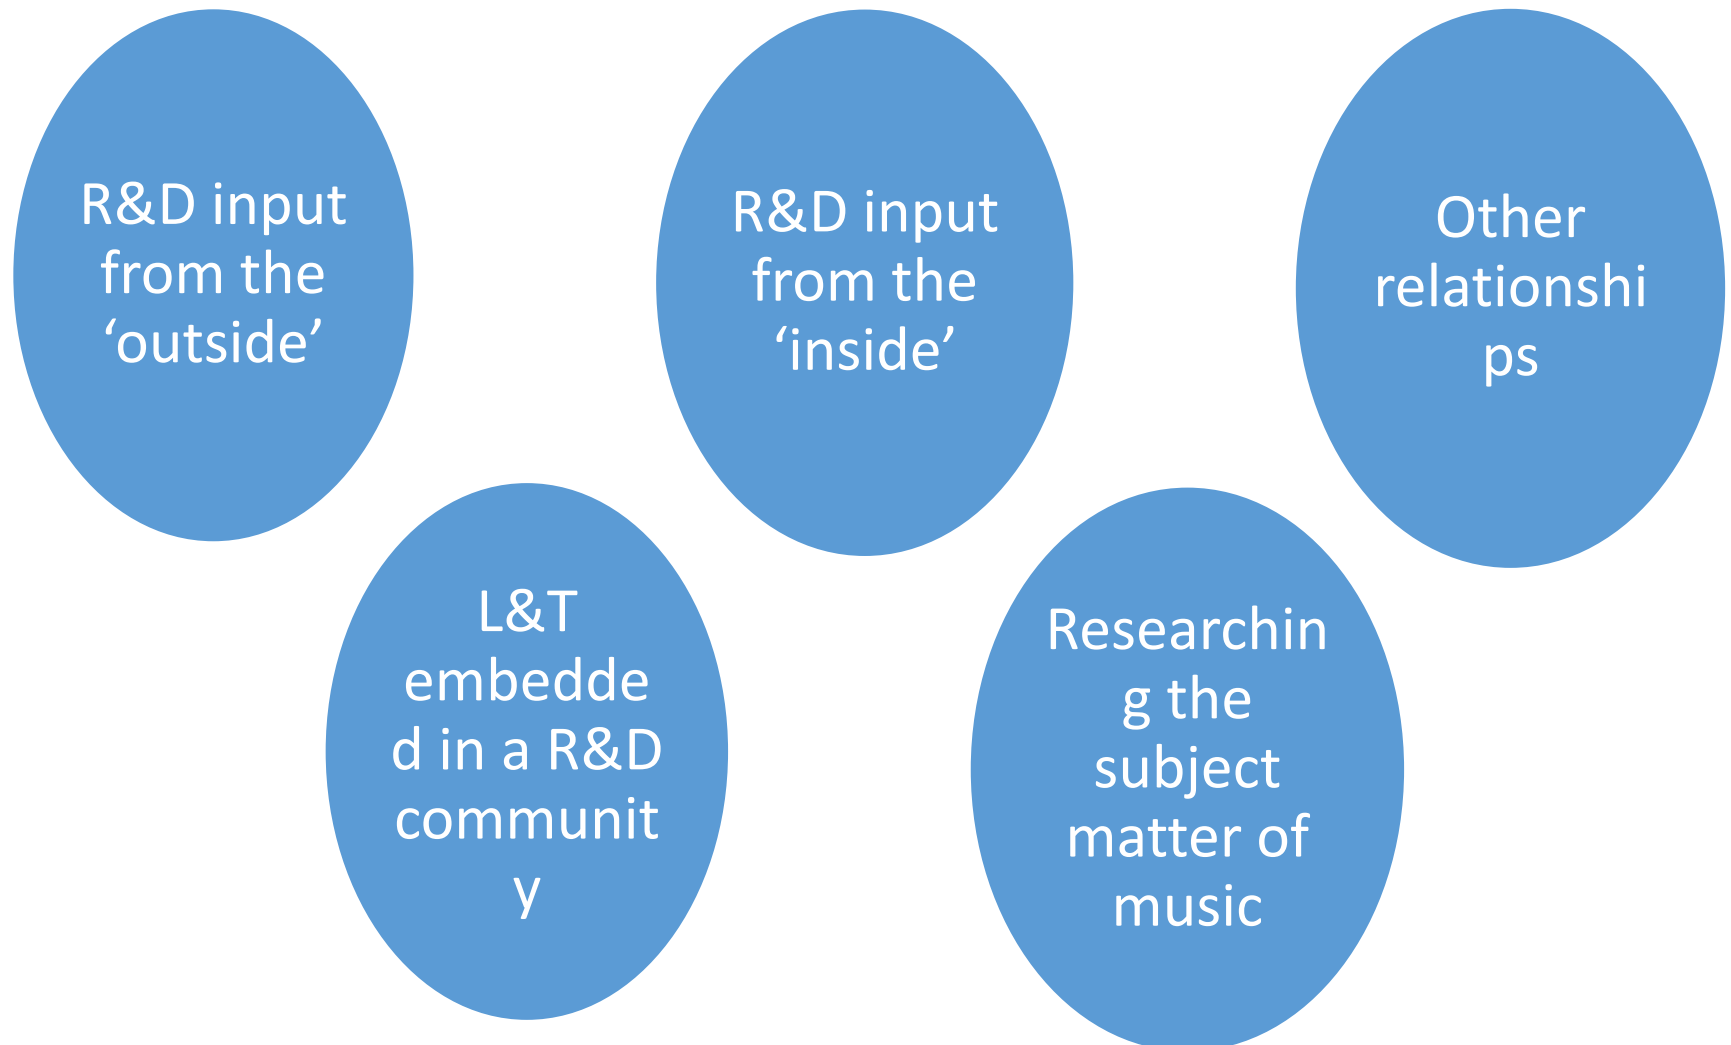 R&D input
from the
‘outside’
R&D input
from the
‘inside’
Other
relationshi
ps
L&T
embedde
d in a R&D
communit
y
Researchin
g the
subject
matter of
music